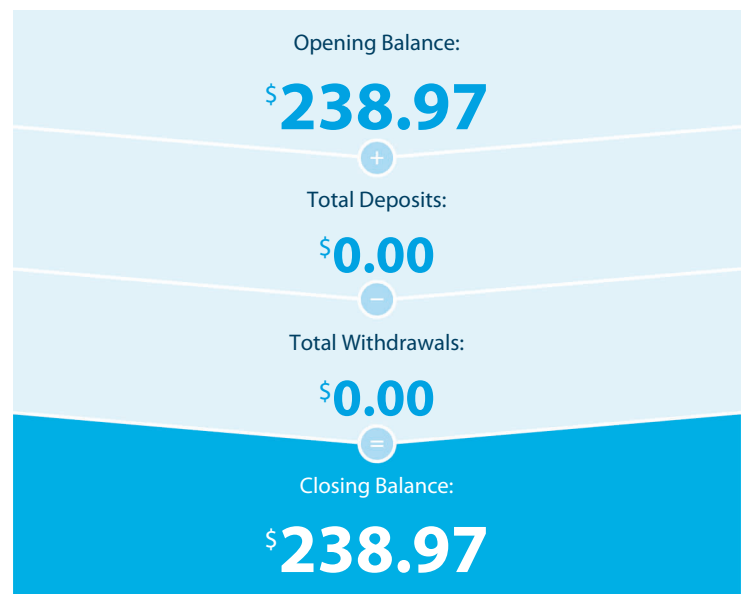 Opening Balance:
$238.97
+
Total Deposits:
$0.00
−
Total Withdrawals:
$0.00
=
Closing Balance:
$238.97